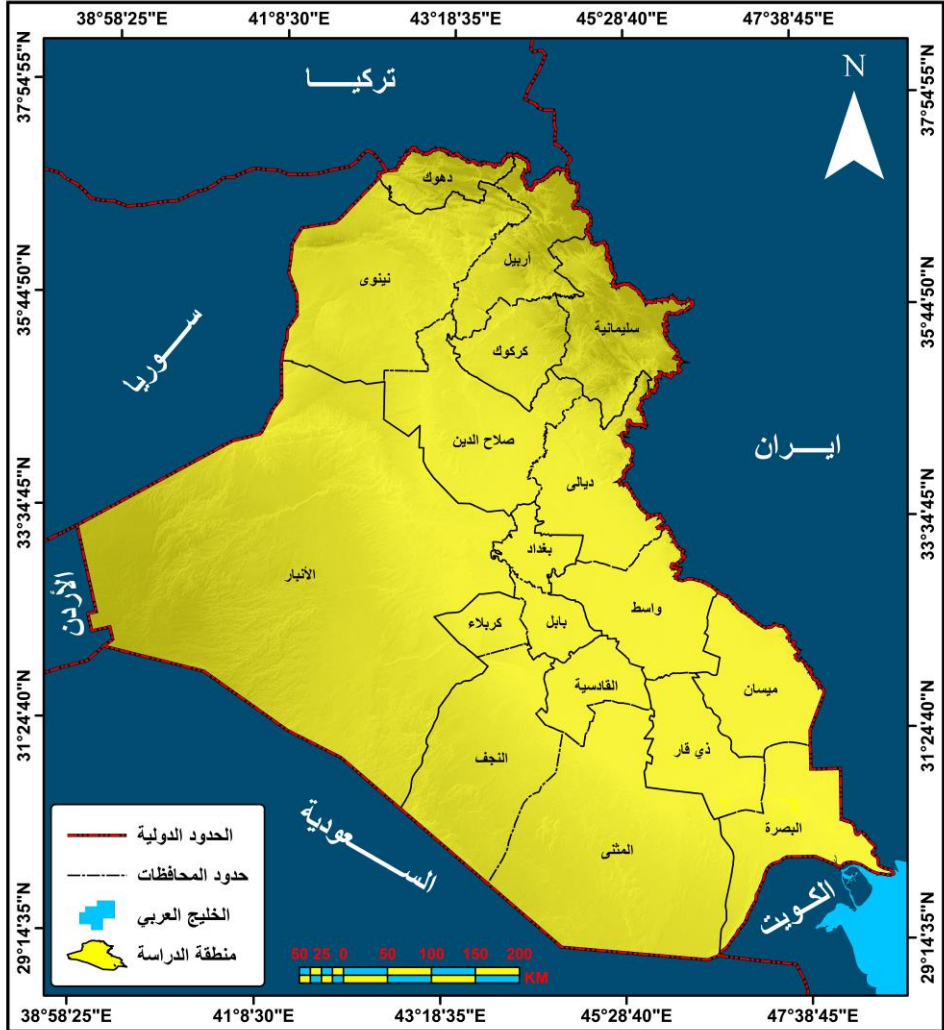 38°58'25"E 41°8'30"E 43°18'35"E 45°28'40"E 47°38'45"E
37°54'55"N
37°54'55"N
تركيـــا
N
دهوك
أربيل
نينوى
35°44'50"N
35°44'50"N
سليمانية
كركوك
ســـوريا
صلاح الدين
ايـــران
ديالى
33°34'45"N
33°34'45"N
بغداد
الأنبار
واسط
الأردن
كربلاء
بابل
القادسية
ميسان
31°24'40"N
31°24'40"N
النجف
ذي قار
البصرة
المثنى
الســـعودية
الكـويت
الحدود الدولية
حدود المحافظات
الخليج العربي
منطقة الدراسة
29°14'35"N
29°14'35"N
50 25 0 50 100 150 200
KM
38°58'25"E 41°8'30"E 43°18'35"E 45°28'40"E 47°38'45"E